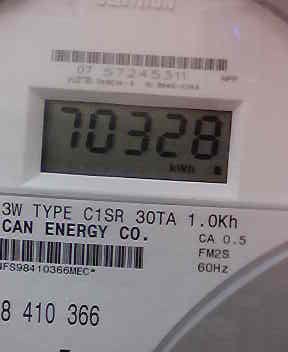 07 57245311
70328
kWh
3W TYPE C1SR 30TA 1.0Kh
CAN ENERGY CO. CA 0.5
FM2S
NFS98410366MEC* 60Hz
8 410 366